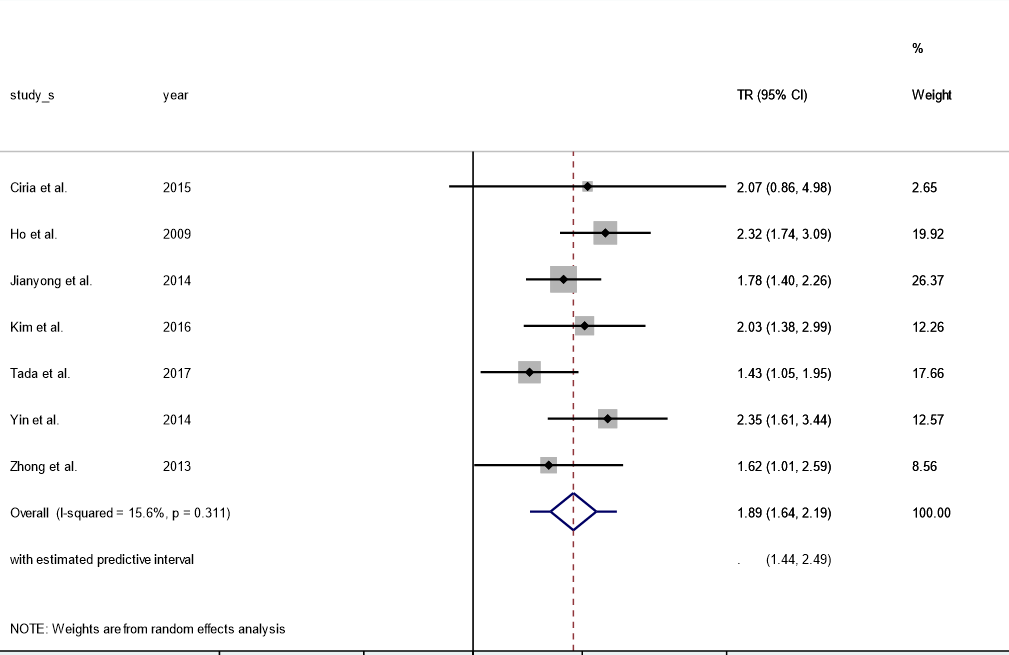 %
study_s year TR (95% CI) Weight
Ciria et al. 2015 2.07 (0.86, 4.98) 2.65
Ho et al. 2009 2.32 (1.74, 3.09) 19.92
Jianyong et al. 2014 1.78 (1.40, 2.26) 26.37
Kim et al. 2016 2.03 (1.38, 2.99) 12.26
Tada et al. 2017 1.43 (1.05, 1.95) 17.66
Yin et al. 2014 2.35 (1.61, 3.44) 12.57
Zhong et al. 2013 1.62 (1.01, 2.59) 8.56
Overall (I-squared = 15.6%, p = 0.311) 1.89 (1.64, 2.19) 100.00
with estimated predictive interval . (1.44, 2.49)
NOTE: Weights are from random effects analysis